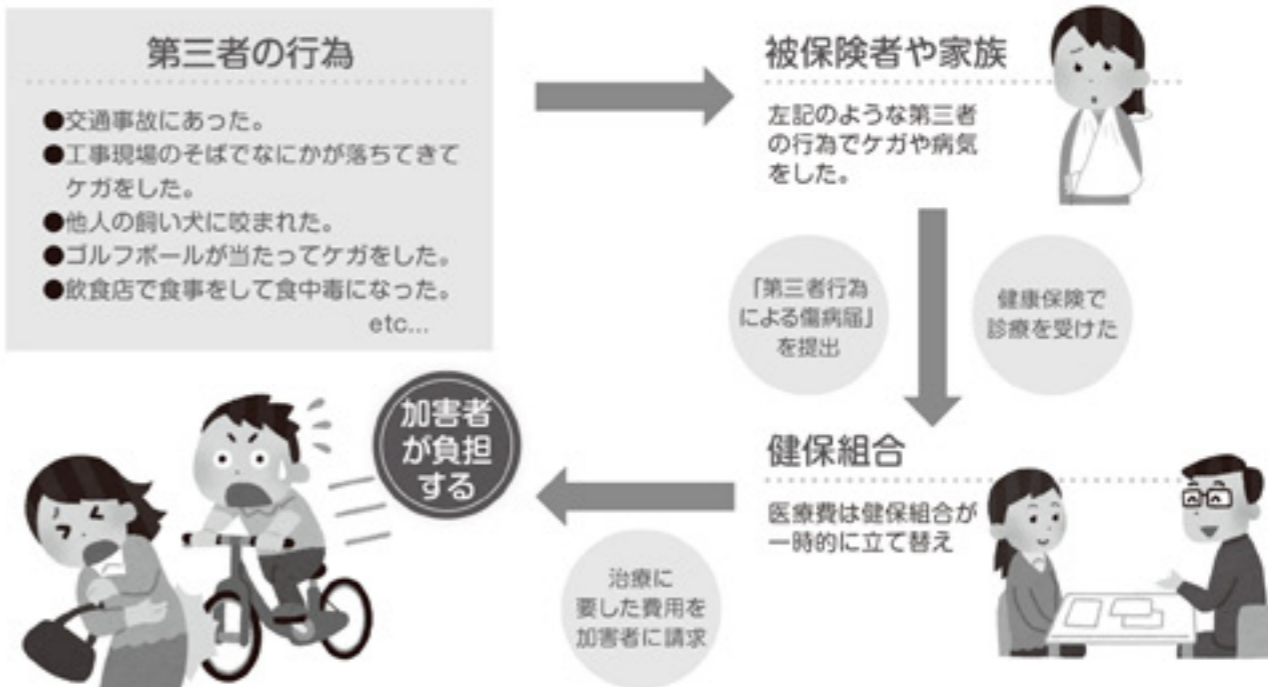 第三者の行為
●交通事故にあった。
●工事現場のそばでなにかが落ちてきて
ケガをした。
●他人の飼い犬に咬まれた。
●ゴルフボールが当たってケガをした。
●飲食店で食事をして食中毒になった。
etc...
被保険者や家族
左記のような第三者
の行為でケガや病気
をした。
「第三者行為
による傷病届」
を提出
健康保険で
診療を受けた
健保組合
医療費は健保組合が
一時的に立て替え
治療に
要した費用を
加害者に請求
加害者
が負担
する